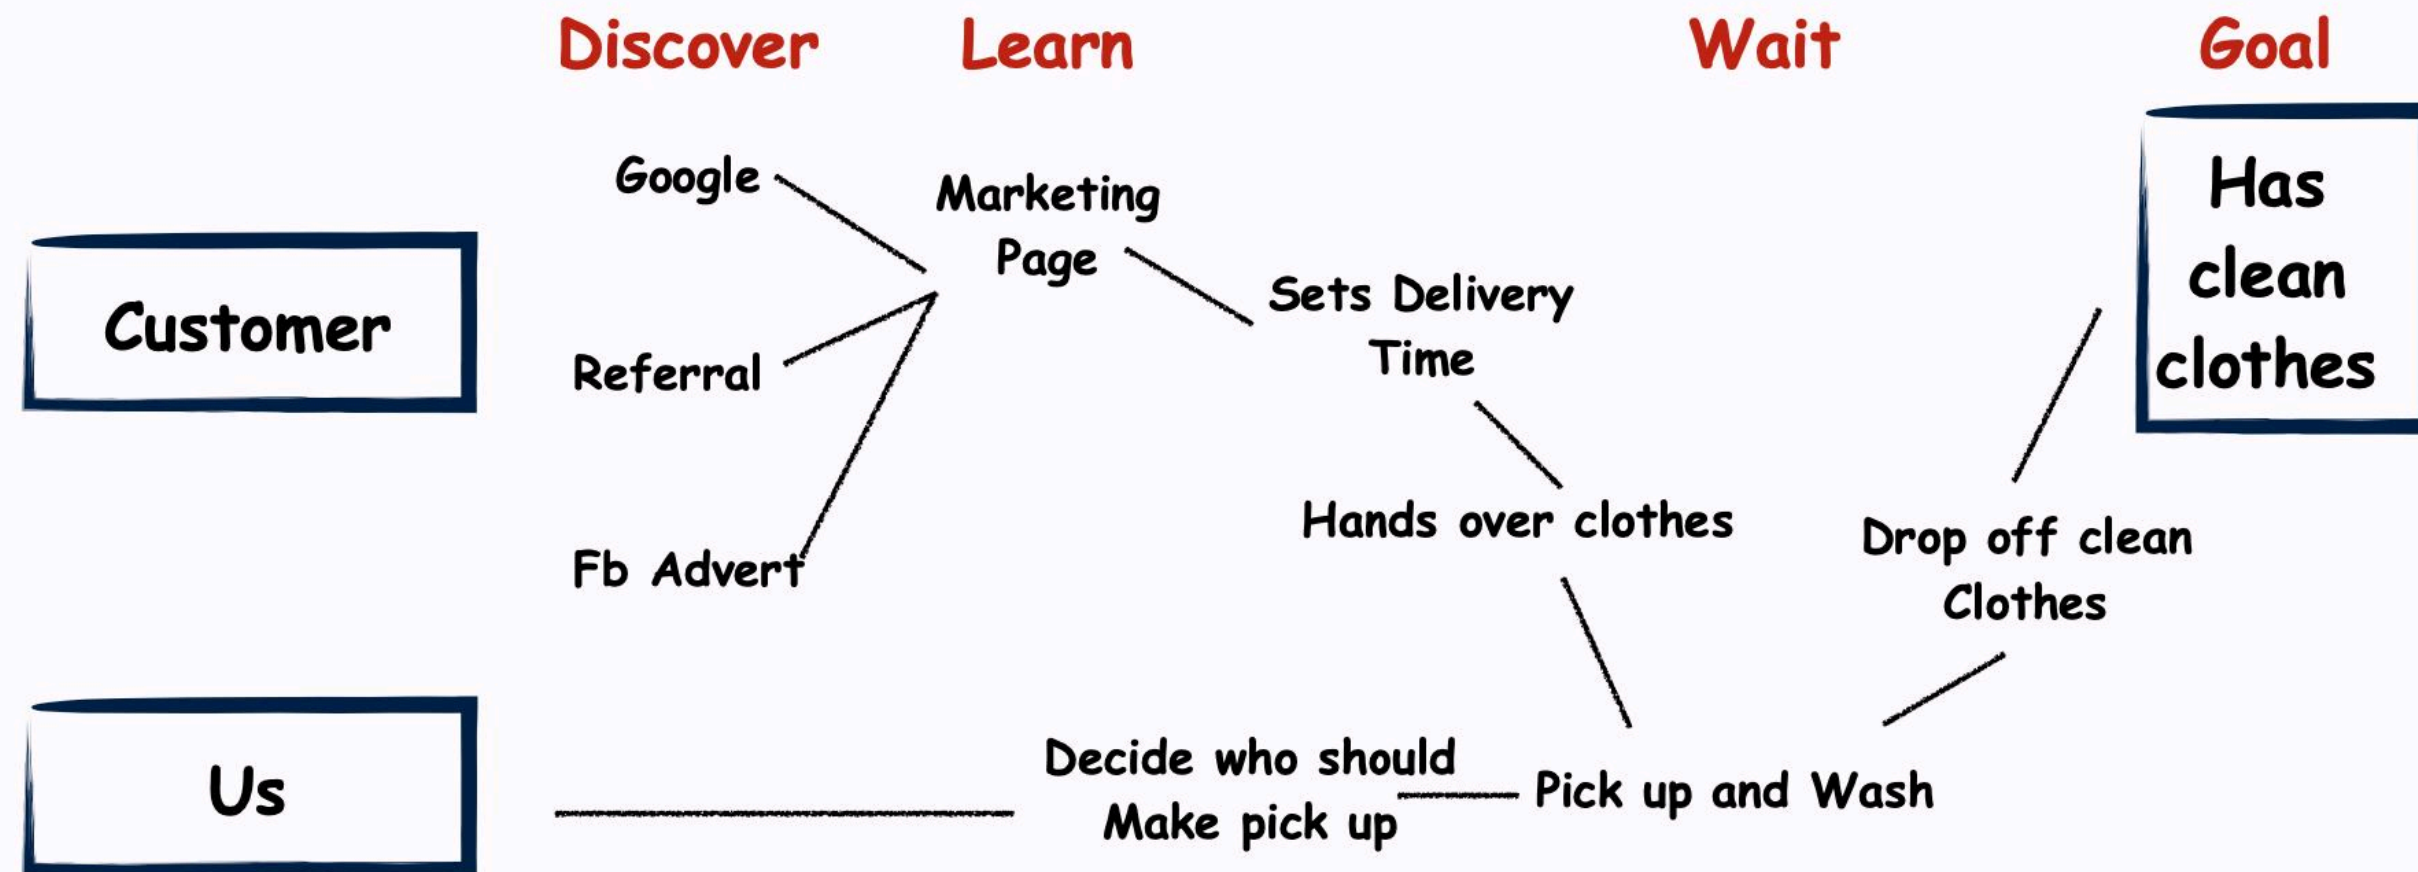 Discover
Learn
Wait
Goal
Google
Marketing
Page
Has
clean
clothes
Customer
Sets Delivery
Time
Referral
Hands over clothes
Drop off clean
Clothes
Fb Advert
Us
Decide who should
Make pick up
Pick up and Wash